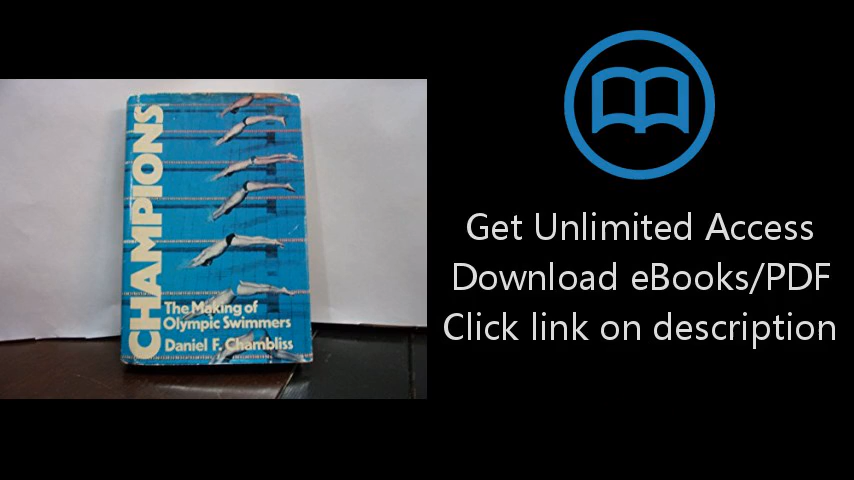 CHAMPIONS
The Making of
Olympic Swimmers
Daniel F. Chambliss
Get Unlimited Access
Download eBooks/PDF
Click link on description